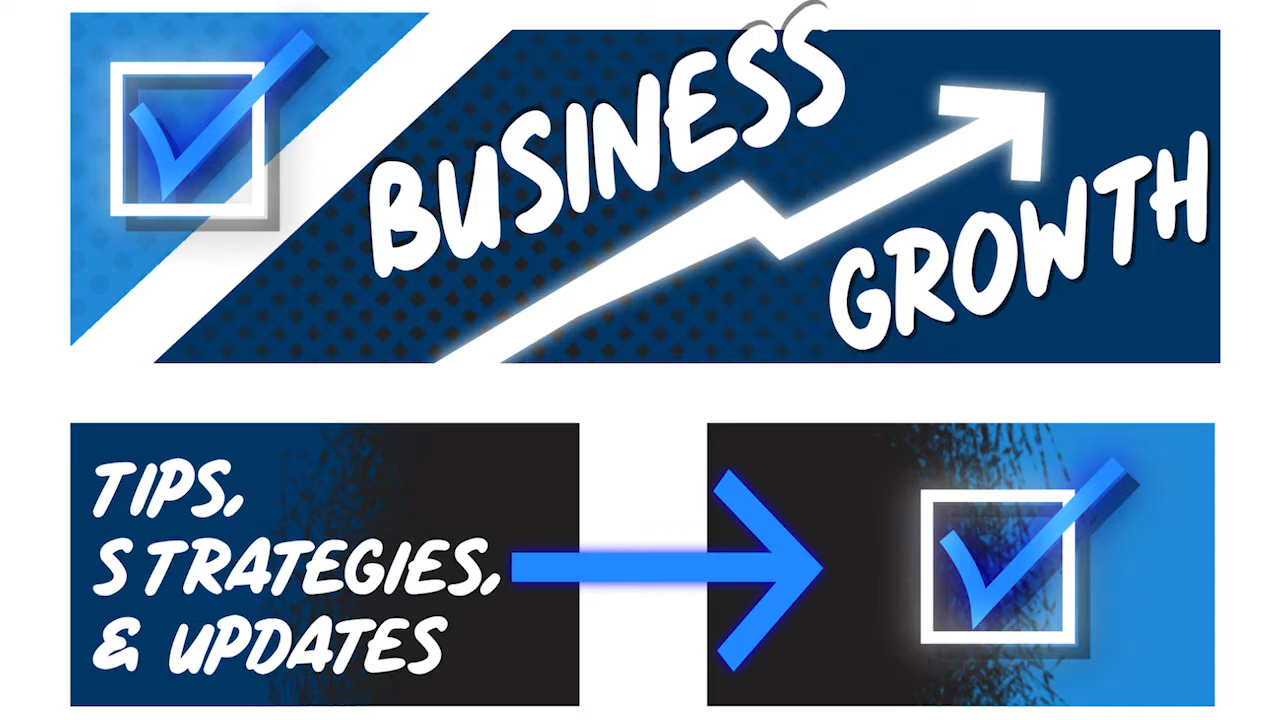 BUSINESS
GROWTH
TIPS,
STRATEGIES,
& UPDATES